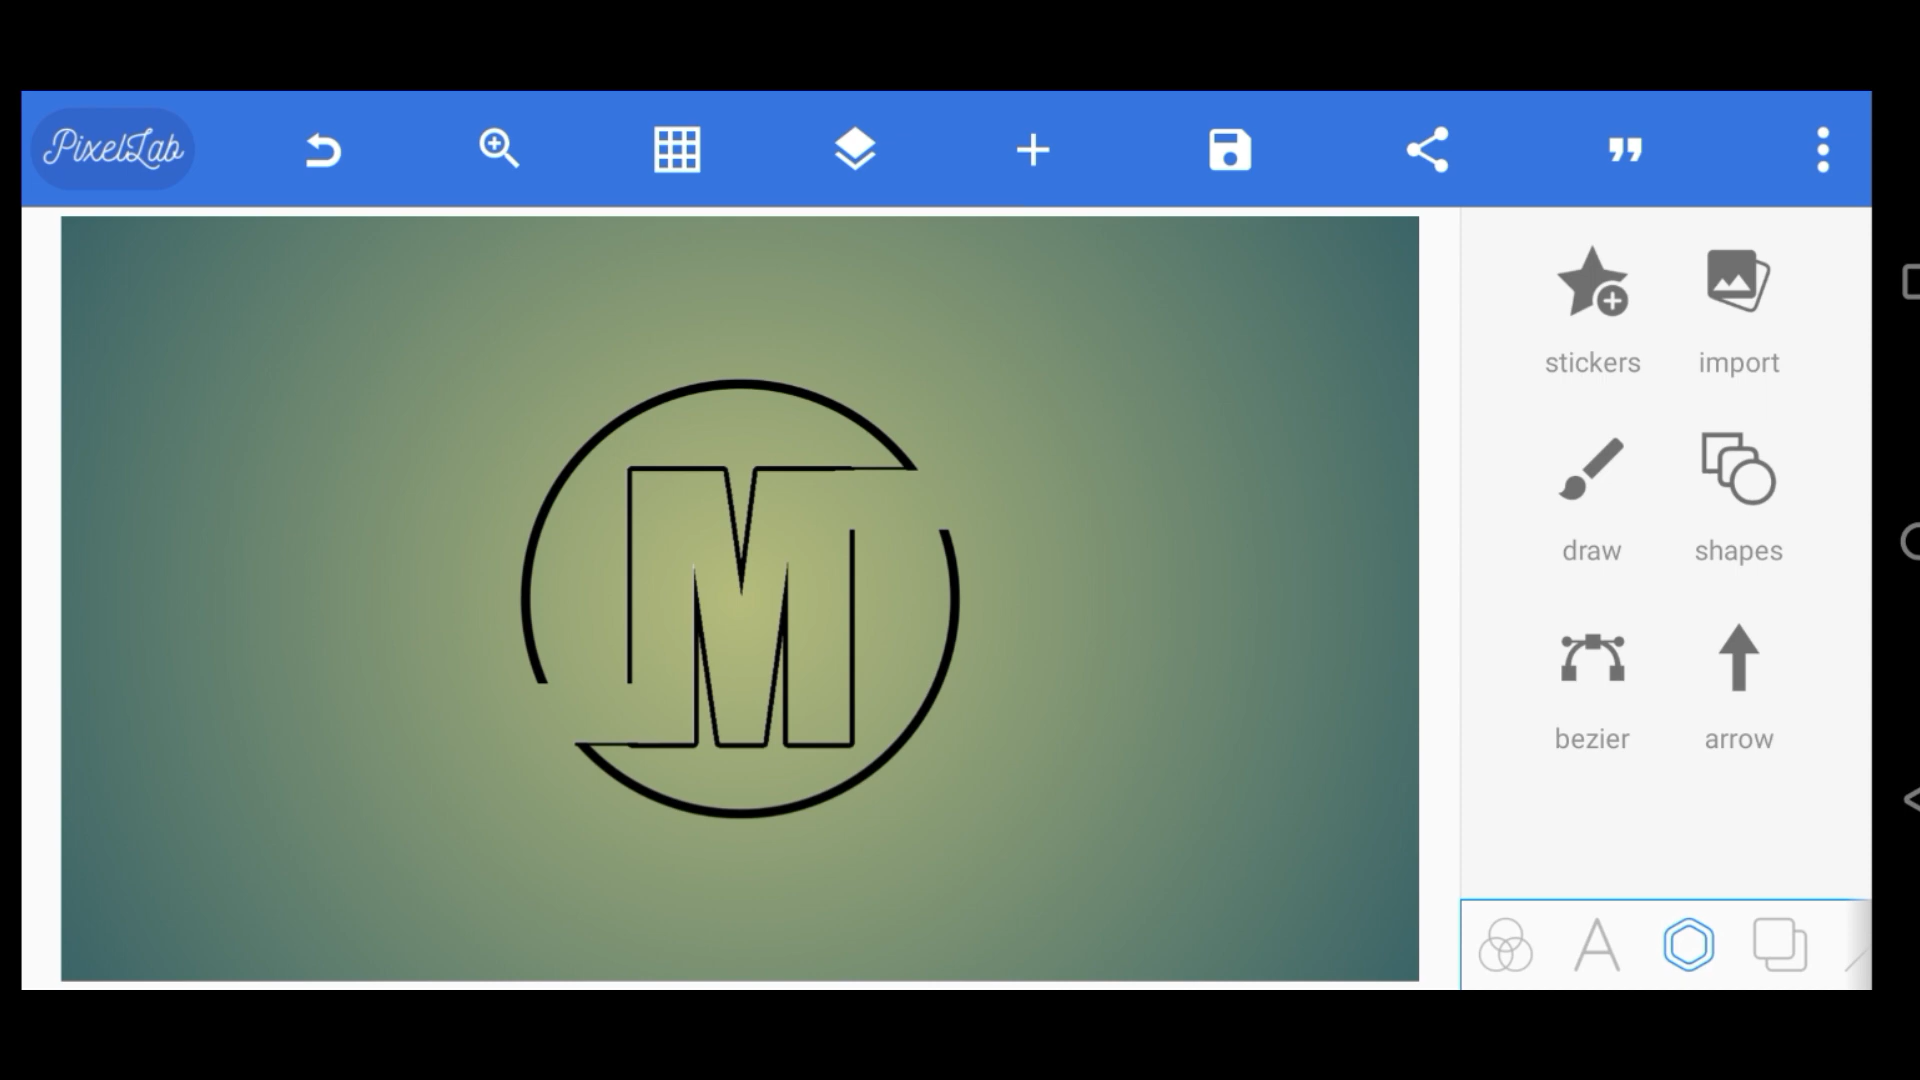 PixelLab
stickers import
M
draw shapes
bezier arrow
A